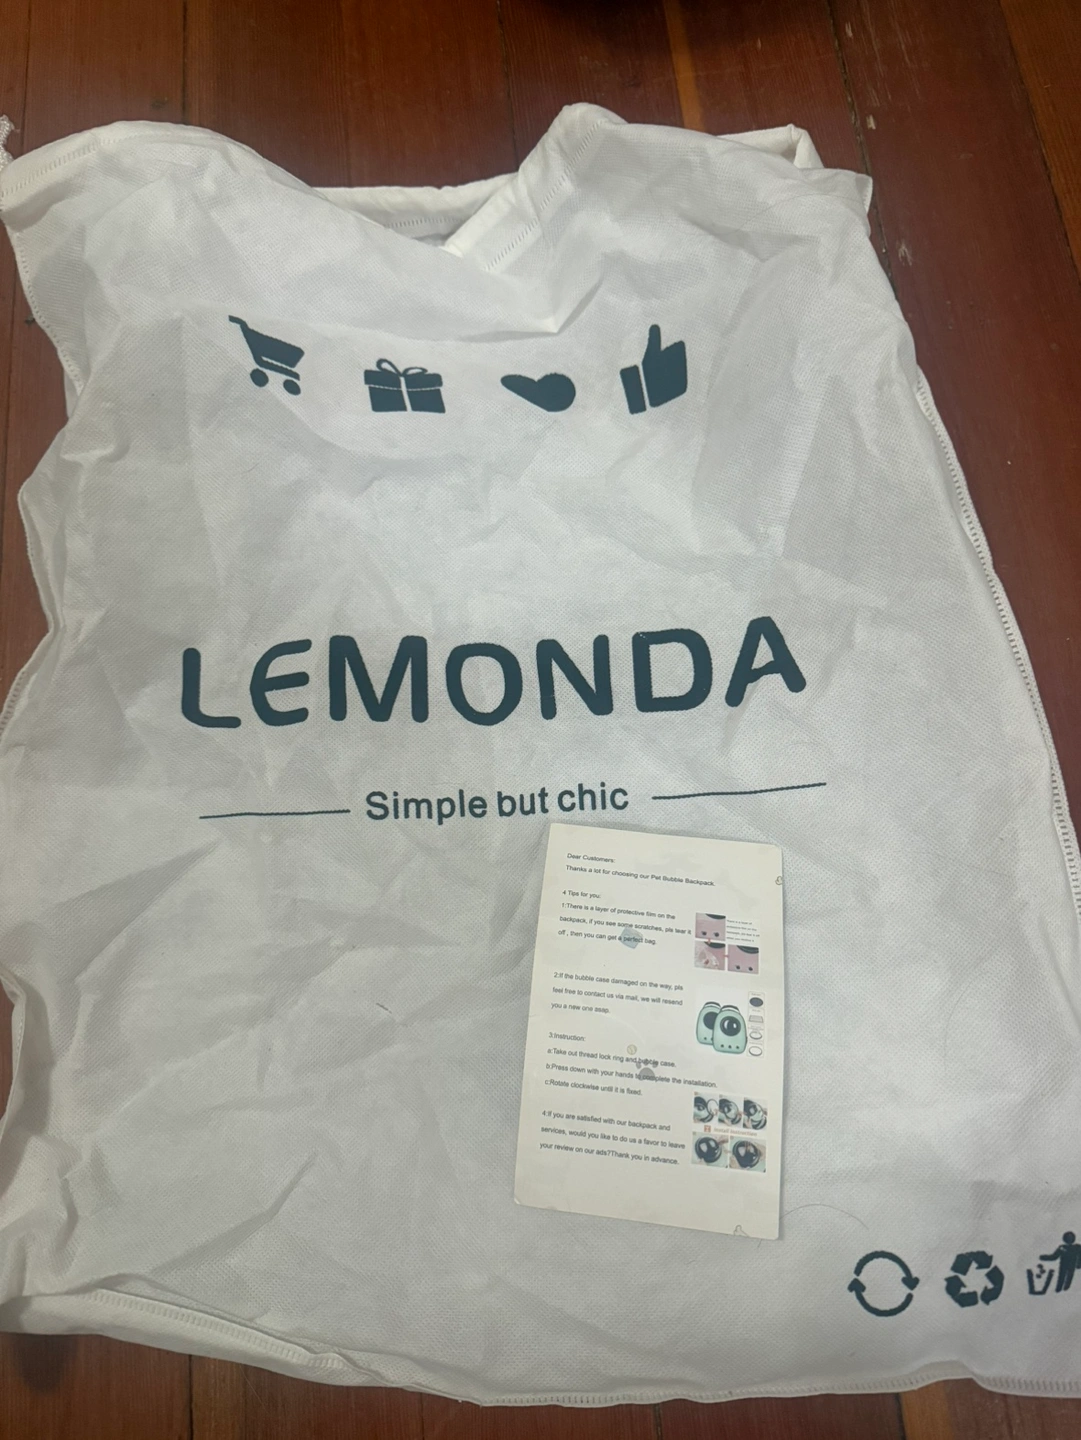 LEMONDA
Simple but chic
Dear Customers:
Thanks a lot for choosing our Pet Bubble Backpack.
4 Tips for you:
1:There is a layer of protective film on the
backpack, if you see some scratches, pls tear it
off , then you can get a perfect bag.
2:If the bubble case damaged on the way, pls
feel free to contact us via mail, we will resend
you a new one asap.
3:Instruction:
a:Take out thread lock ring and bubble case.
b:Press down with your hands to complete the installation.
c:Rotate clockwise until it is fixed.
4:If you are satisfied with our backpack and
services, would you like to do us a favor to leave
your review on our ads?Thank you in advance.